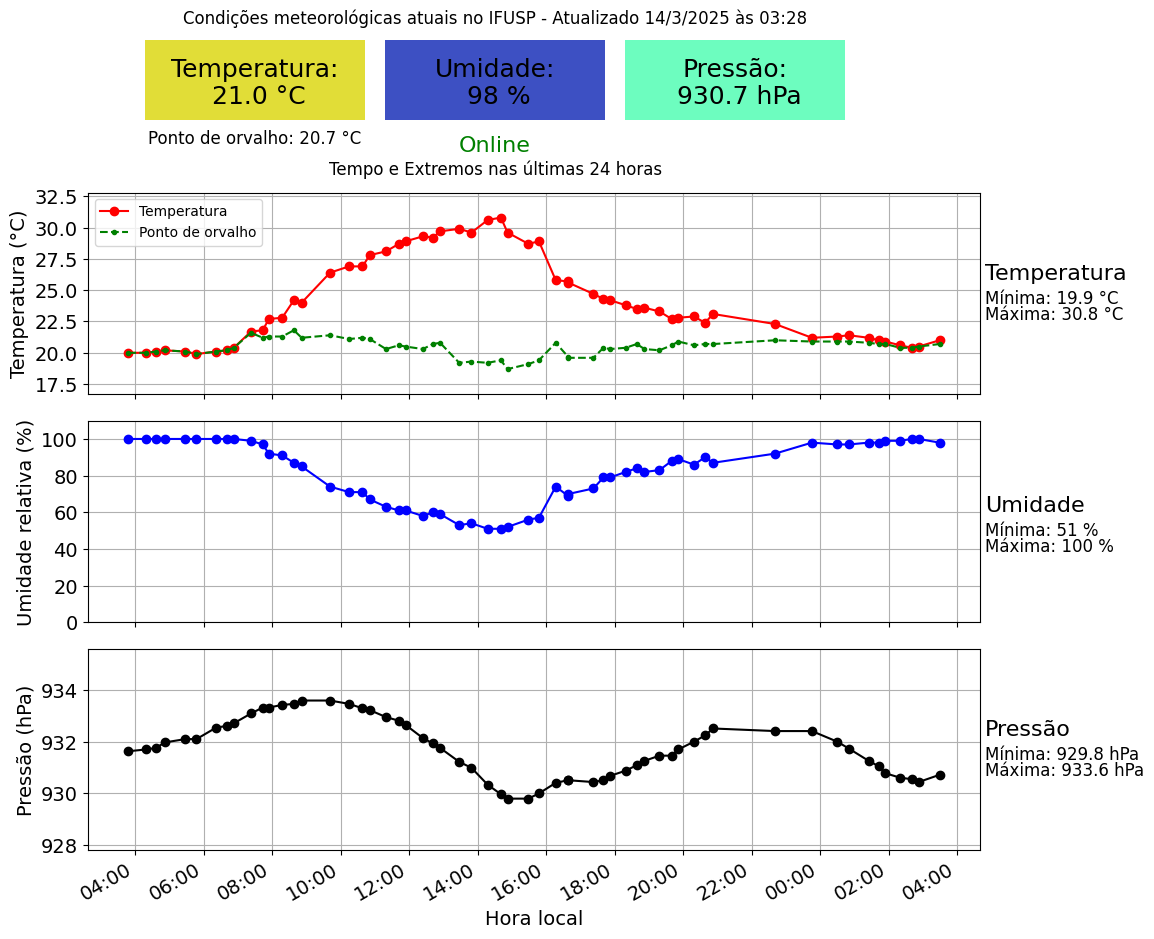 Condições meteorológicas atuais no IFUSP - Atualizado 14/3/2025 às 03:28
Temperatura:
21.0 °C
Umidade:
98 %
Pressão:
930.7 hPa
Ponto de orvalho: 20.7 °C
Online
Tempo e Extremos nas últimas 24 horas
Temperatura (°C)
32.5
30.0
27.5
25.0
22.5
20.0
17.5
Temperatura
Ponto de orvalho
Temperatura
Mínima: 19.9 °C
Máxima: 30.8 °C
Umidade relativa (%)
100
80
60
40
20
0
Umidade
Mínima: 51 %
Máxima: 100 %
Pressão (hPa)
934
932
930
928
Pressão
Mínima: 929.8 hPa
Máxima: 933.6 hPa
04:00 06:00 08:00 10:00 12:00 14:00 16:00 18:00 20:00 22:00 00:00 02:00 04:00
Hora local